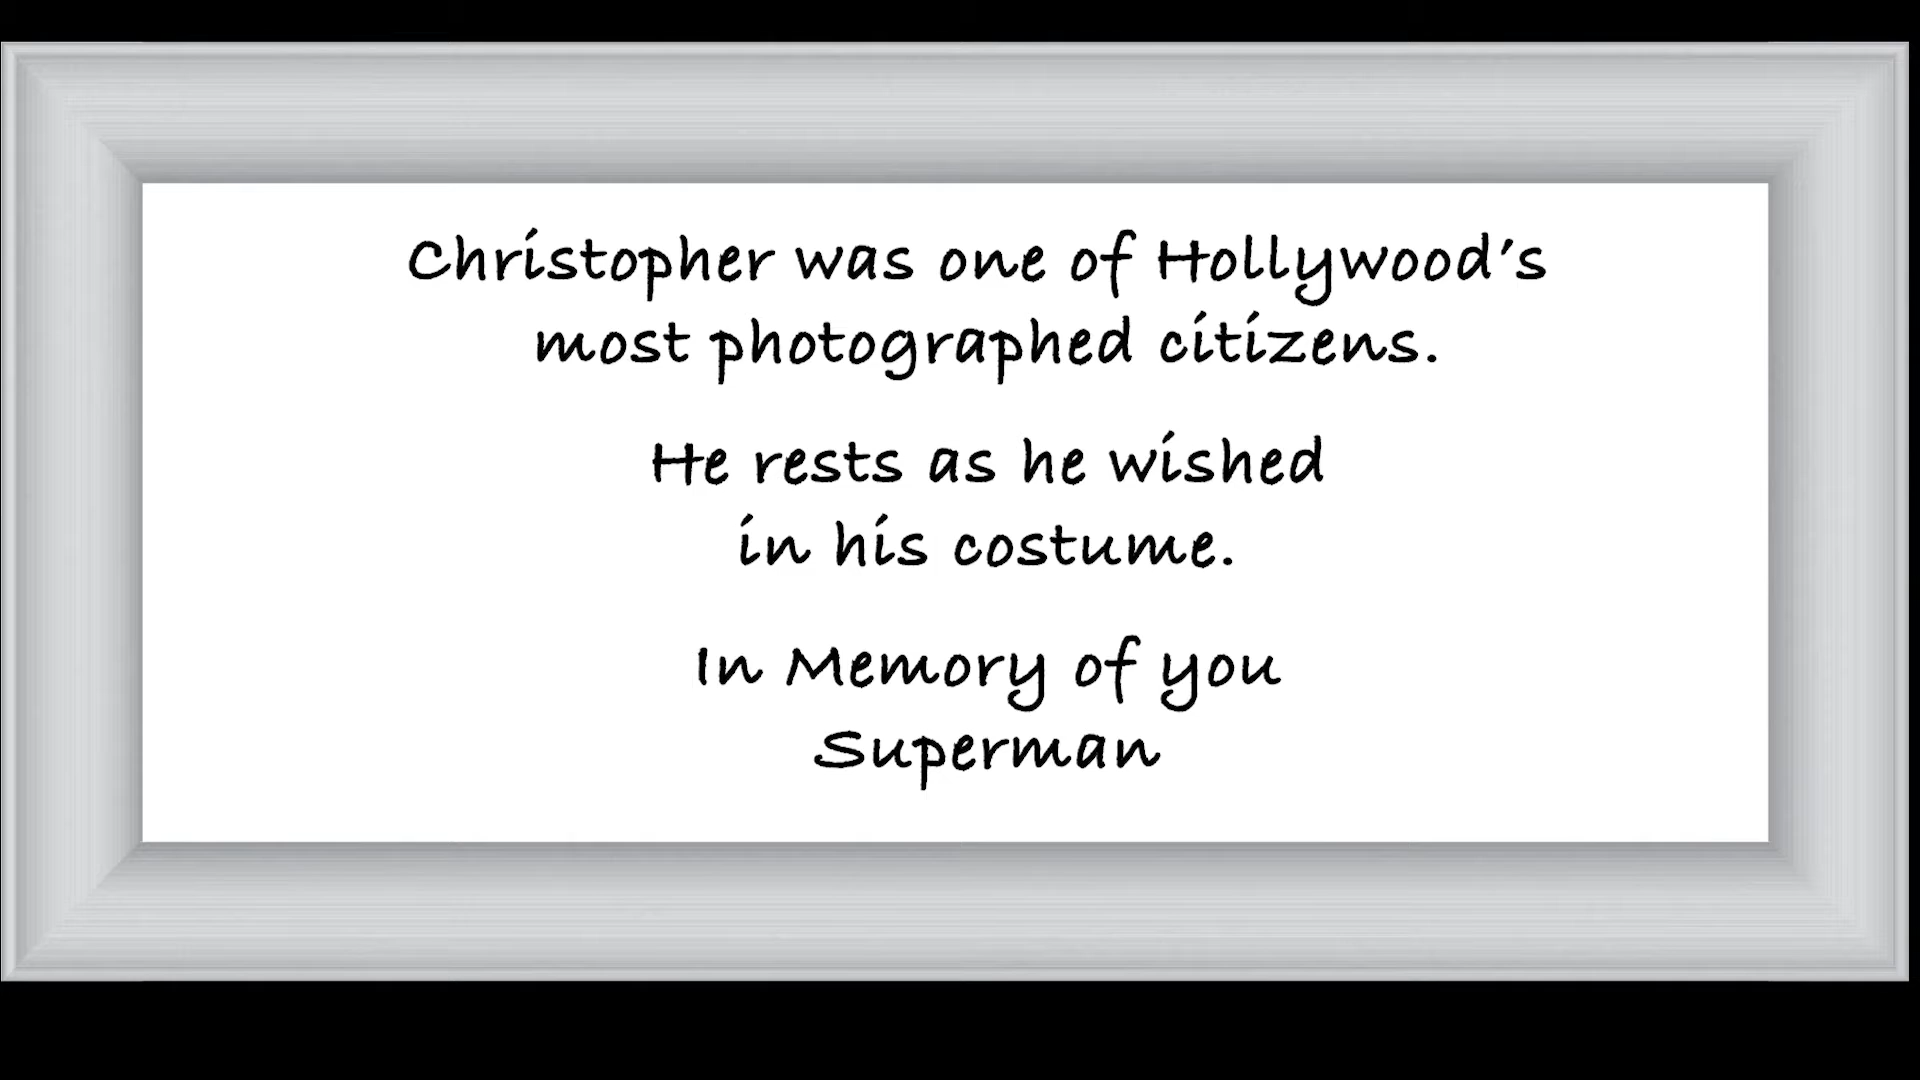 Christopher was one of Hollywood's
most photographed citizens.
He rests as he wished
in his costume.
In Memory of you
Superman